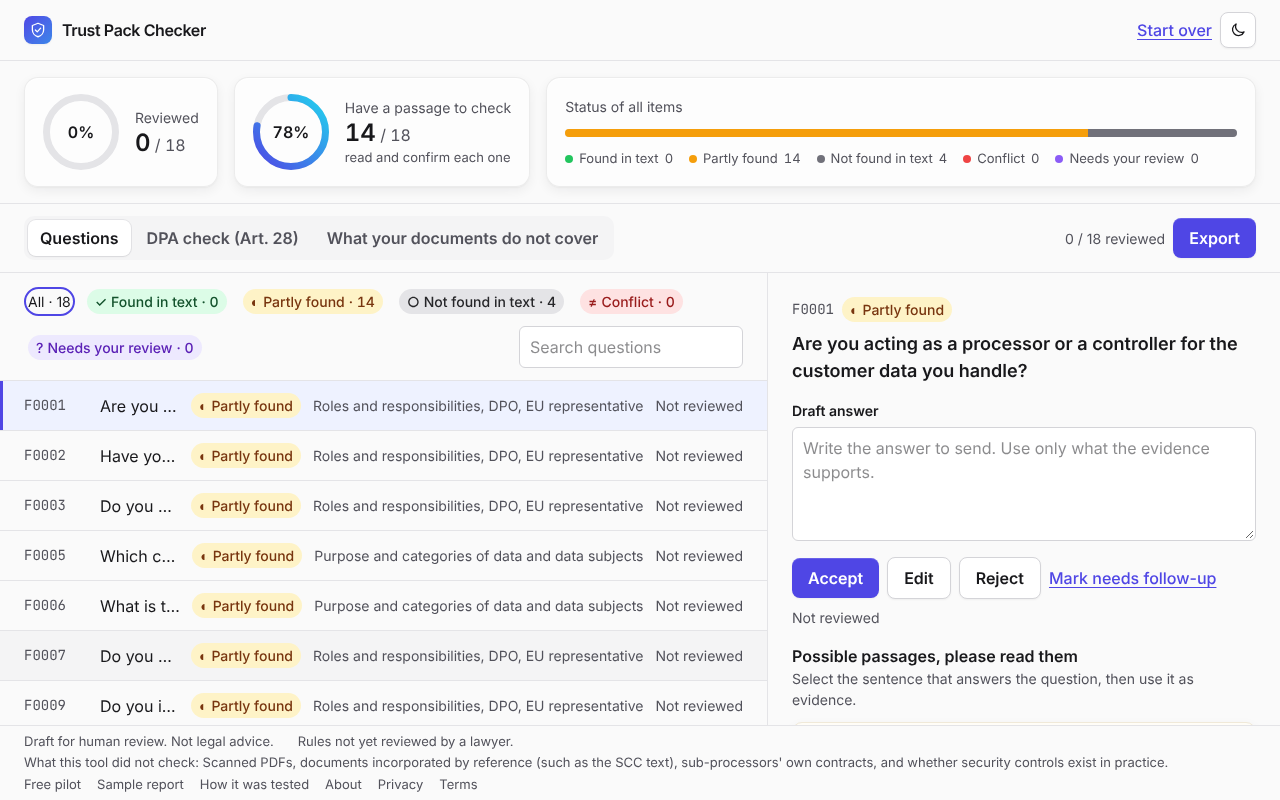 Trust Pack Checker
Start over
0%
Reviewed
0 / 18
78%
Have a passage to check
14 / 18
read and confirm each one
Status of all items
Found in text 0
Partly found 14
Not found in text 4
Conflict 0
Needs your review 0
Questions
DPA check (Art. 28)
What your documents do not cover
0 / 18 reviewed
Export
All · 18
✓ Found in text · 0
Partly found · 14
Not found in text · 4
≠ Conflict · 0
? Needs your review · 0
Search questions
F0001 Are you ... Partly found Roles and responsibilities, DPO, EU representative Not reviewed
F0002 Have yo... Partly found Roles and responsibilities, DPO, EU representative Not reviewed
F0003 Do you ... Partly found Roles and responsibilities, DPO, EU representative Not reviewed
F0005 Which c... Partly found Purpose and categories of data and data subjects Not reviewed
F0006 What is t... Partly found Purpose and categories of data and data subjects Not reviewed
F0007 Do you ... Partly found Roles and responsibilities, DPO, EU representative Not reviewed
F0009 Do you i... Partly found Roles and responsibilities, DPO, EU representative Not reviewed
F0001 Partly found
Are you acting as a processor or a controller for the
customer data you handle?
Draft answer
Write the answer to send. Use only what the evidence
supports.
Accept
Edit
Reject
Mark needs follow-up
Not reviewed
Possible passages, please read them
Select the sentence that answers the question, then use it as
evidence.
Draft for human review. Not legal advice. Rules not yet reviewed by a lawyer.
What this tool did not check: Scanned PDFs, documents incorporated by reference (such as the SCC text), sub-processors' own contracts, and whether security controls exist in practice.
Free pilot Sample report How it was tested About Privacy Terms